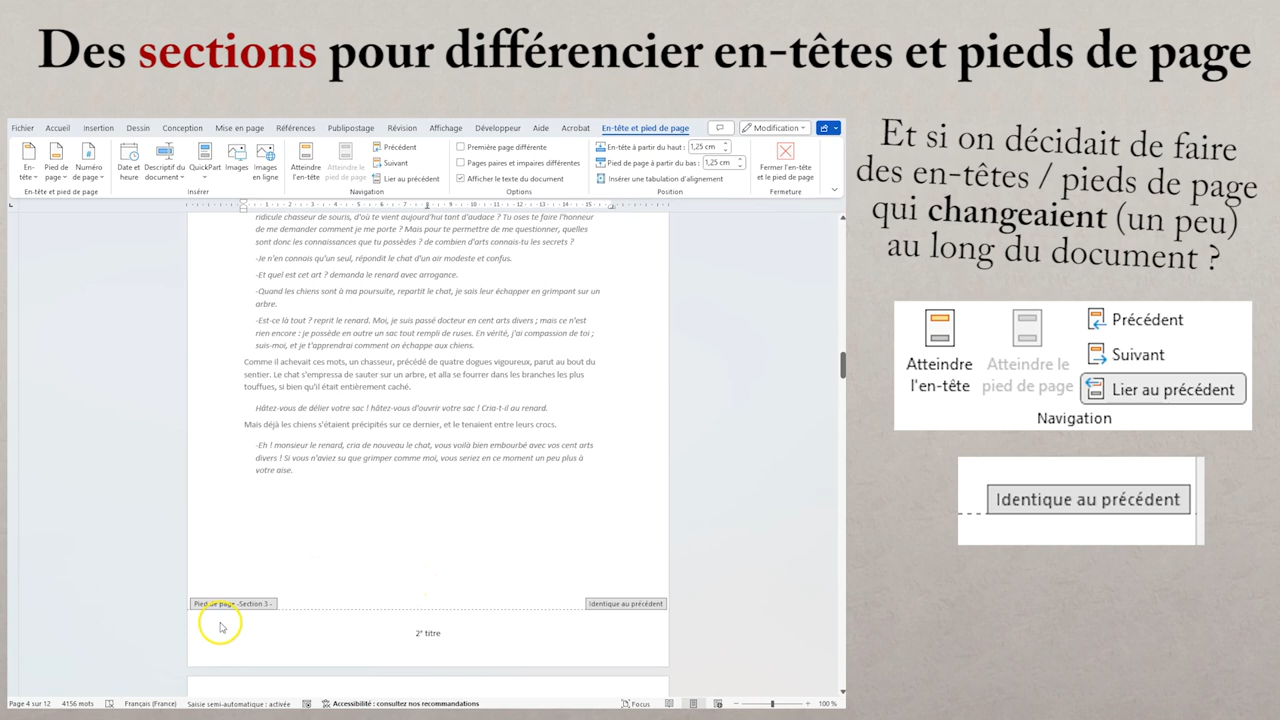 Des sections pour différencier en-têtes et pieds de page
Fichier Accueil Insertion Dessin Conception Mise en page Références Publipostage Révision Affichage Développeur Aide Acrobat En-tête et pied de page Modification
En-tête
Pied de page
Numéro de page
En-tête et pied de page
Date et heure
Descriptif du document
QuickPart
Images
Images en ligne
Insérer
Atteindre l'en-tête
Atteindre le pied de page
Précédent
Suivant
Lier au précédent
Navigation
Première page différente
Pages paires et impaires différentes
Afficher le texte du document
Options
En-tête à partir du haut : 1,25 cm
Pied de page à partir du bas : 1,25 cm
Insérer une tabulation d'alignement
Position
Fermer l'en-tête et le pied de page
Fermeture
1 2 3 4 5 6 7 8 9 10 11 12 13 14 15
ridicule chasseur de souris, d'où te vient aujourd'hui tant d'audace ? Tu oses te faire l'honneur
de me demander comment je me porte ? Mais pour te permettre de me questionner, quelles
sont donc les connaissances que tu possèdes ? de combien d'arts connais-tu les secrets ?
-Je n'en connais qu'un seul, répondit le chat d'un air modeste et confus.
-Et quel est cet art ? demanda le renard avec arrogance.
-Quand les chiens sont à ma poursuite, repartit le chat, je sais leur échapper en grimpant sur un
arbre.
-Est-ce là tout ? reprit le renard. Moi, je suis passé docteur en cent arts divers ; mais ce n'est
rien encore : je possède en outre un sac tout rempli de ruses. En vérité, j'ai compassion de toi ;
suis-moi, et je t'apprendrai comment on échappe aux chiens.
Comme il achevait ces mots, un chasseur, précédé de quatre dogues vigoureux, parut au bout du
sentier. Le chat s'empressa de sauter sur un arbre, et alla se fourrer dans les branches les plus
touffues, si bien qu'il était entièrement caché.
Hâtez-vous de délier votre sac ! hâtez-vous d'ouvrir votre sac ! Cria-t-il au renard.
Mais déjà les chiens s'étaient précipités sur ce dernier, et le tenaient entre leurs crocs.
-Eh ! monsieur le renard, cria de nouveau le chat, vous voilà bien embourbé avec vos cent arts
divers ! Si vous n'aviez su que grimper comme moi, vous seriez en ce moment un peu plus à
votre aise.
Pied de page -Section 3 -
Identique au précédent
2° titre
Page 4 sur 12 4156 mots Français (France) Saisie semi-automatique : activée Accessibilité : consultez nos recommandations Focus 100 %
Et si on décidait de faire
des en-têtes / pieds de page
qui changeaient (un peu)
au long du document ?
Atteindre l'en-tête
Atteindre le pied de page
Précédent
Suivant
Lier au précédent
Navigation
Identique au précédent